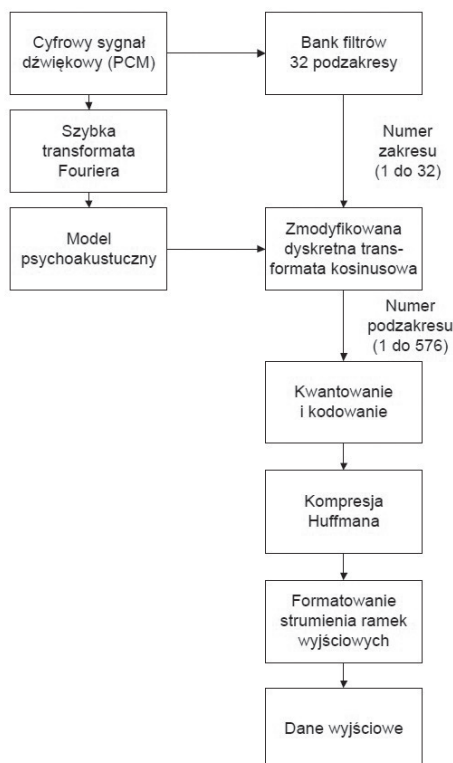 Cyfrowy sygnał
dźwiękowy (PCM)
Bank filtrów
32 podzakresy
Szybka
transformata
Fouriera
Numer
zakresu
(1 do 32)
Model
psychoakustuczny
Zmodyfikowana
dyskretna trans-
formata kosinusowa
Numer
podzakresu
(1 do 576)
Kwantowanie
i kodowanie
Kompresja
Huffmana
Formatowanie
strumienia ramek
wyjściowych
Dane wyjściowe